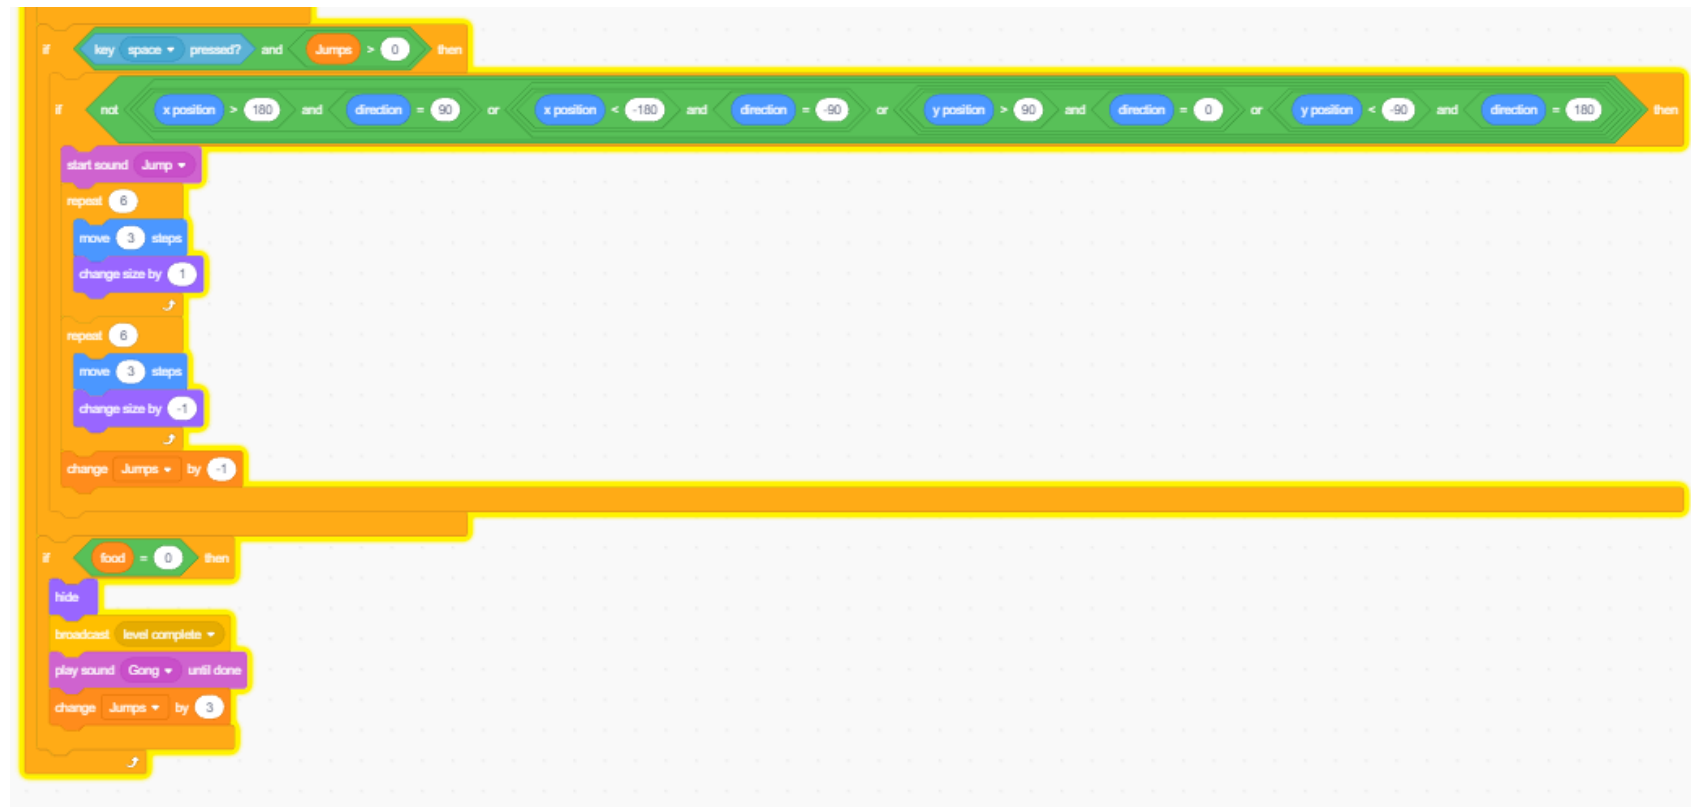 if key space pressed? and Jumps > 0 then
if not x position > 180 and direction = 90 or x position < -180 and direction = -90 or y position > 90 and direction = 0 or y position < -90 and direction = 180 then
start sound Jump
repeat 6
move 3 steps
change size by 1
repeat 6
move 3 steps
change size by -1
change Jumps by -1
if food = 0 then
hide
broadcast level complete
play sound Gong until done
change Jumps by 3